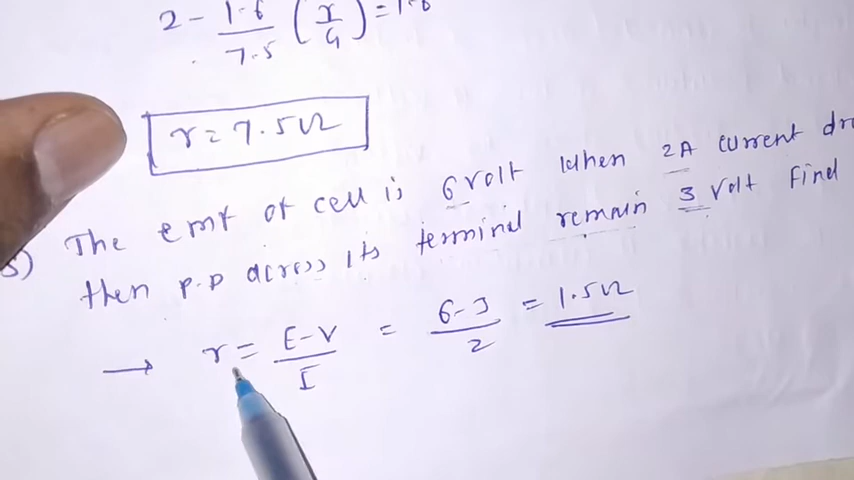 2 - 1.6/7.5 (r/4) = 1.6
r = 7.5Ω
5) The emf of cell is 6 volt when 2A current
then p.D across its terminal remain 3 volt find
→ r = E-V/I = 6-3/2 = 1.5Ω